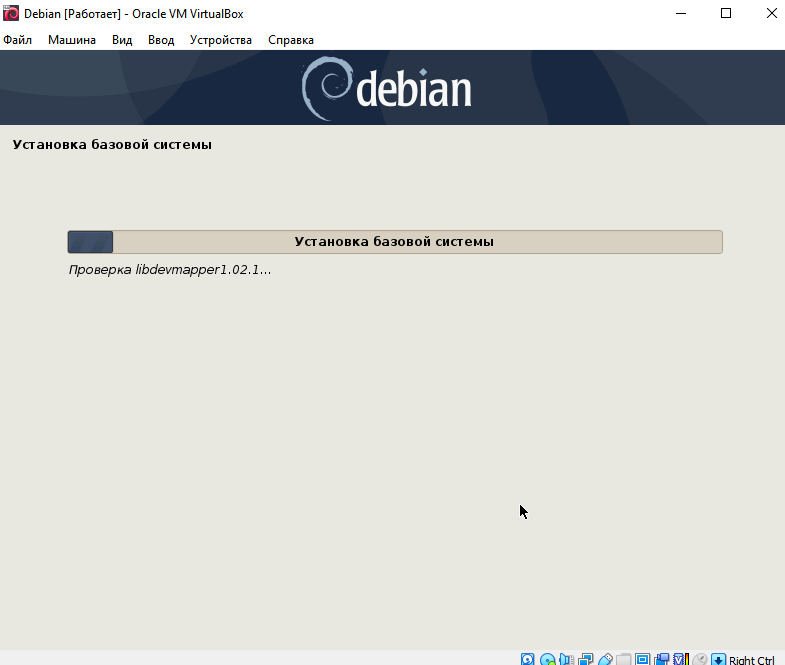 Debian [Работает] - Oracle VM VirtualBox
Файл Машина Вид Ввод Устройства Справка
debian
Установка базовой системы
Установка базовой системы
Проверка libdevmapper1.02.1...
Right Ctrl